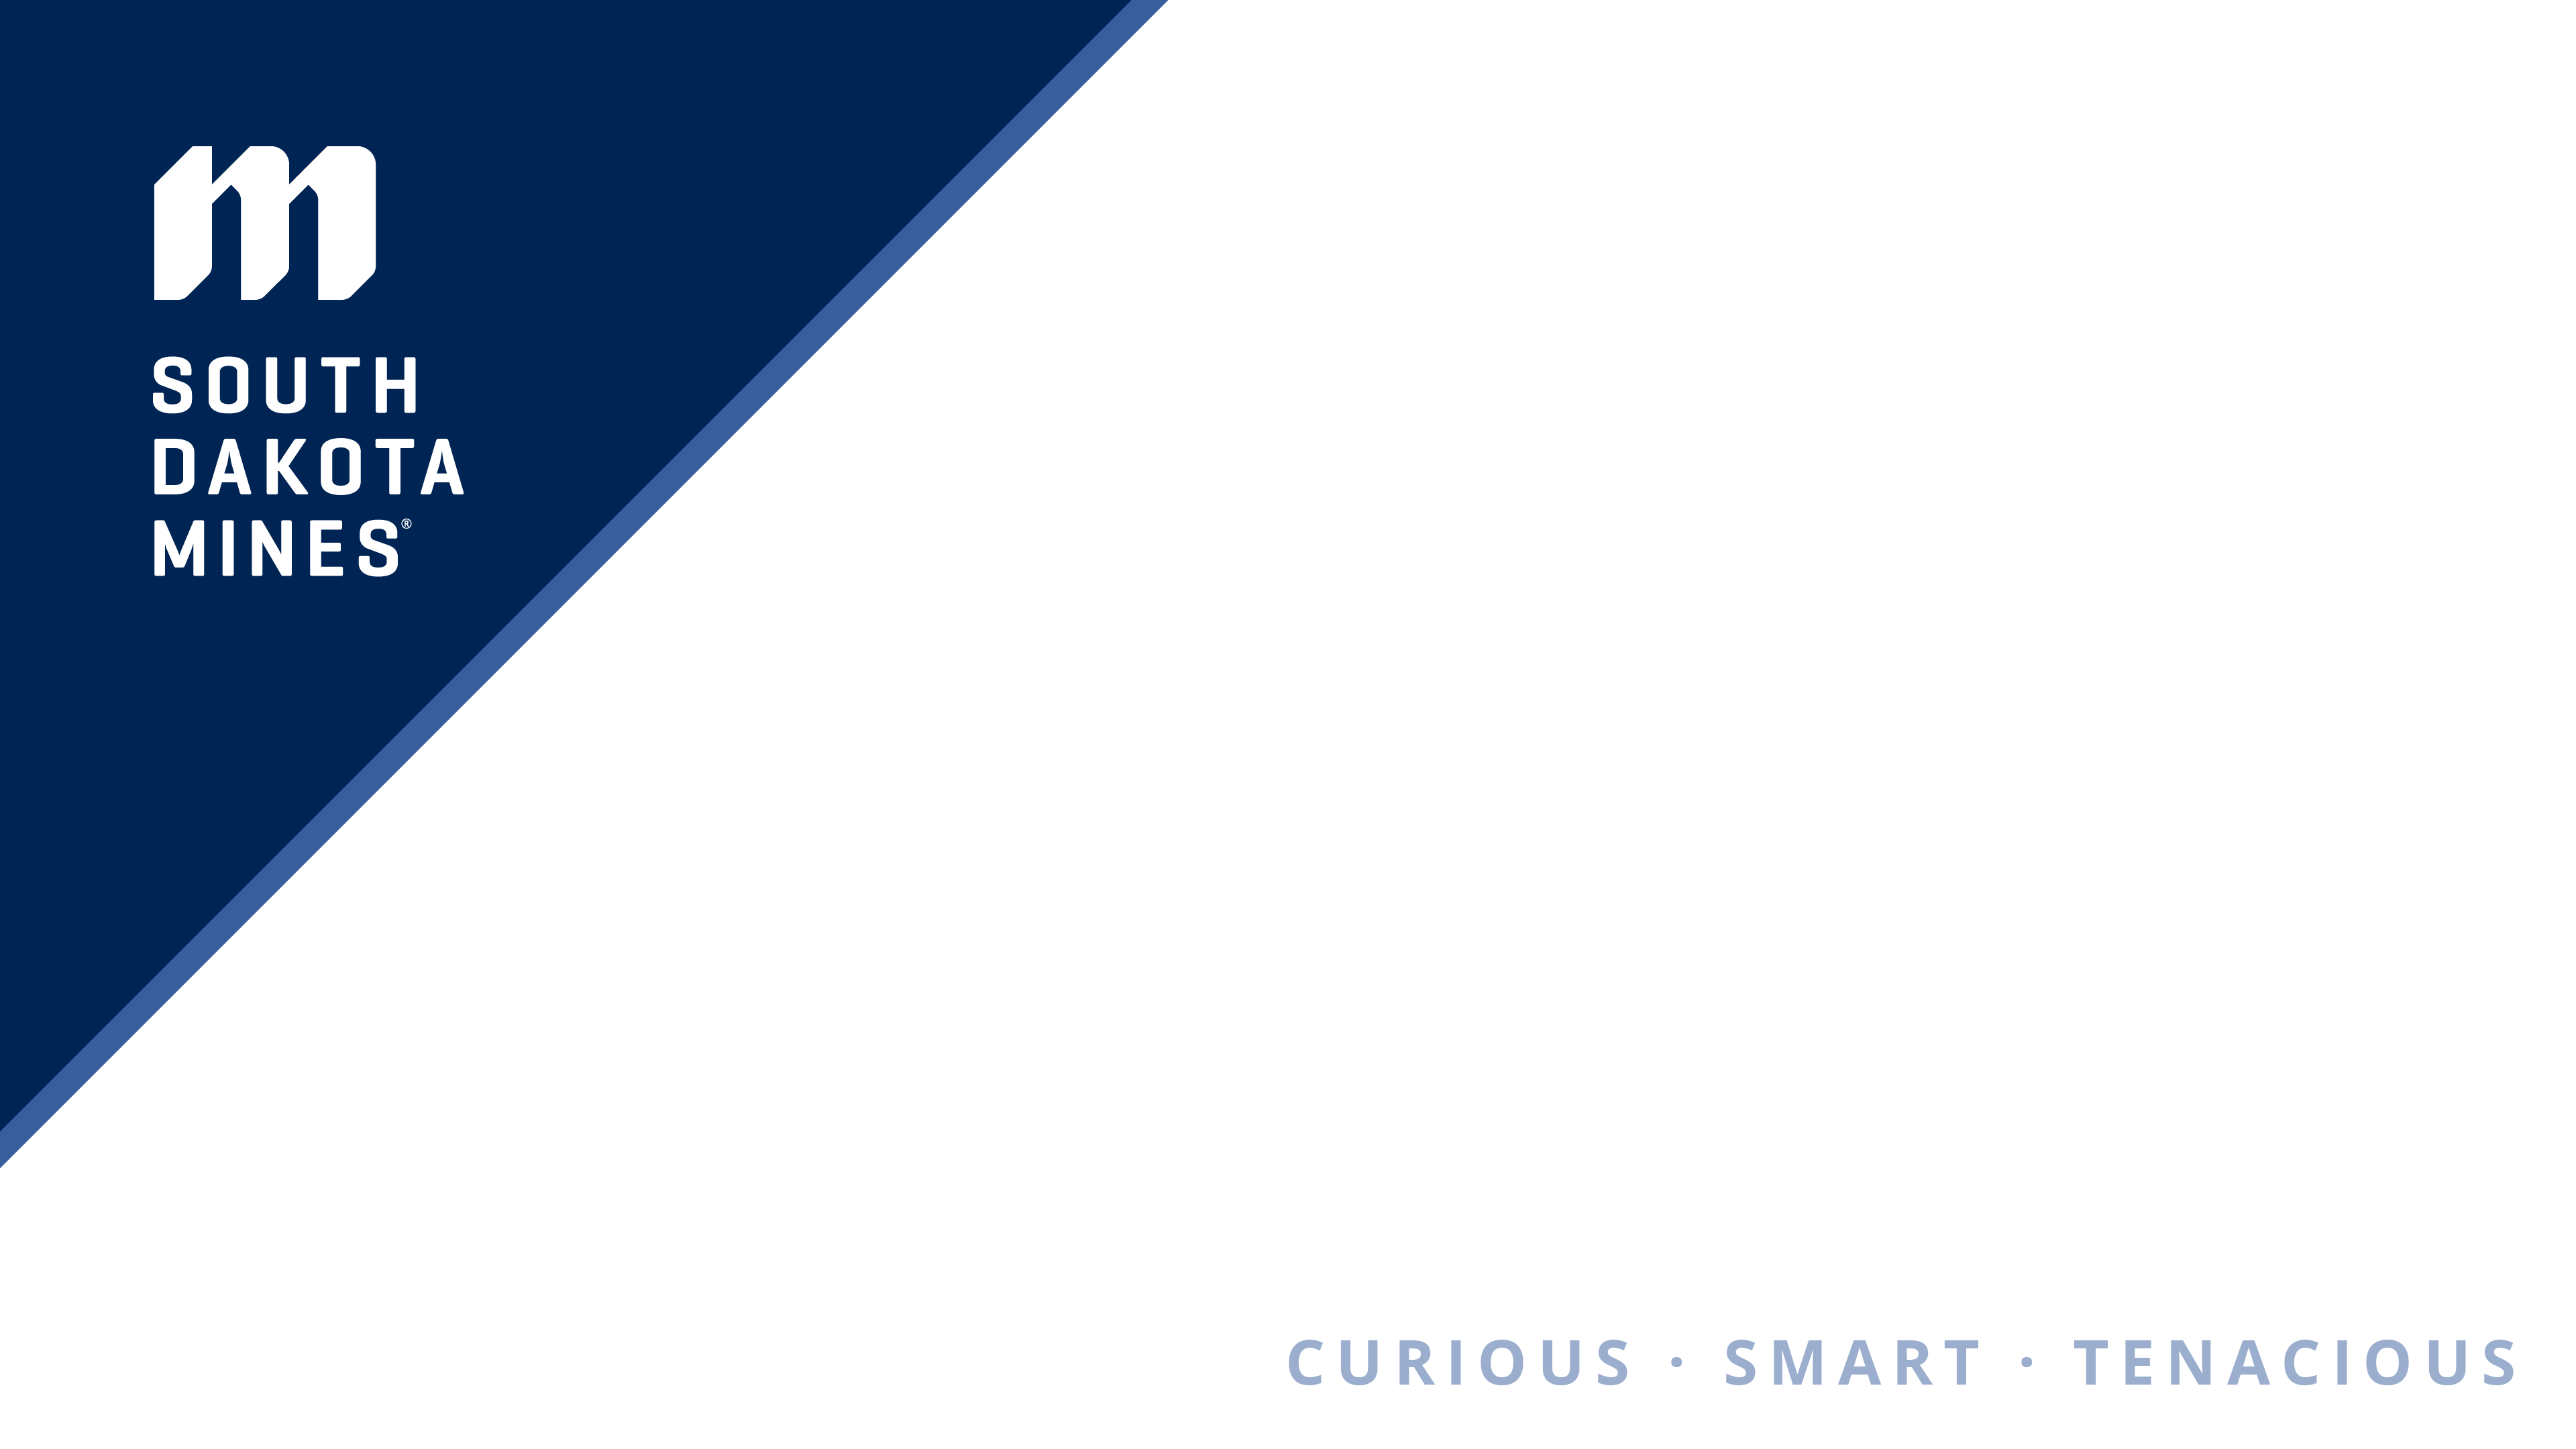 m
SOUTH
DAKOTA
MINES®
CURIOUS · SMART · TENACIOUS